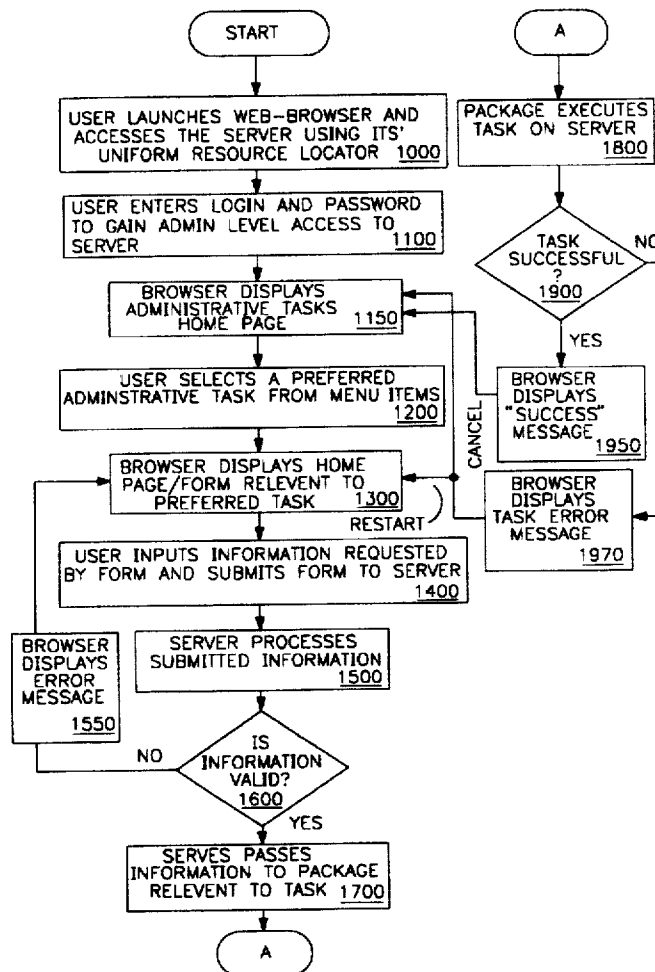 START
USER LAUNCHES WEB-BROWSER AND
ACCESSES THE SERVER USING ITS'
UNIFORM RESOURCE LOCATOR 1000
USER ENTERS LOGIN AND PASSWORD
TO GAIN ADMIN LEVEL ACCESS TO
SERVER 1100
BROWSER DISPLAYS
ADMINISTRATIVE TASKS
HOME PAGE 1150
USER SELECTS A PREFERRED
ADMINSTRATIVE TASK FROM MENU ITEMS
1200
BROWSER DISPLAYS HOME
PAGE/FORM RELEVENT TO
PREFERRED TASK 1300
RESTART
CANCEL
USER INPUTS INFORMATION REQUESTED
BY FORM AND SUBMITS FORM TO SERVER
1400
SERVER PROCESSES
SUBMITTED INFORMATION
1500
BROWSER
DISPLAYS
ERROR
MESSAGE
1550
IS
INFORMATION
VALID?
1600
NO
YES
SERVES PASSES
INFORMATION TO PACKAGE
RELEVENT TO TASK 1700
A
A
PACKAGE EXECUTES
TASK ON SERVER
1800
TASK
SUCCESSFUL
?
1900
NO
YES
BROWSER
DISPLAYS
"SUCCESS"
MESSAGE 1950
BROWSER
DISPLAYS
TASK ERROR
MESSAGE
1970